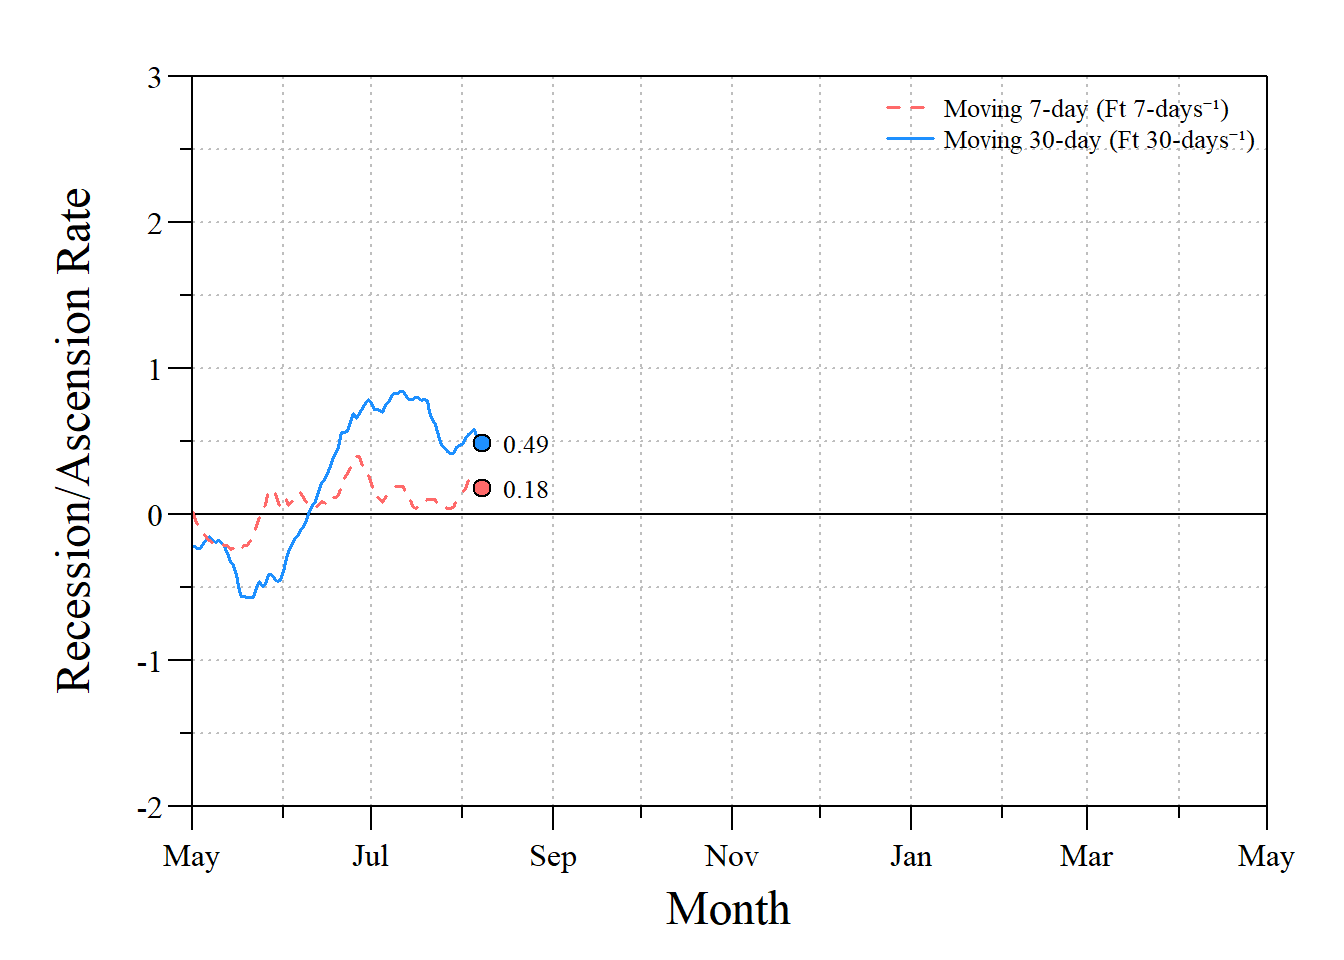 Recession/Ascension Rate
3
2
1
0
-1
-2
Moving 7-day (Ft 7-days⁻¹)
Moving 30-day (Ft 30-days⁻¹)
0.49
0.18
May Jul Sep Nov Jan Mar May
Month